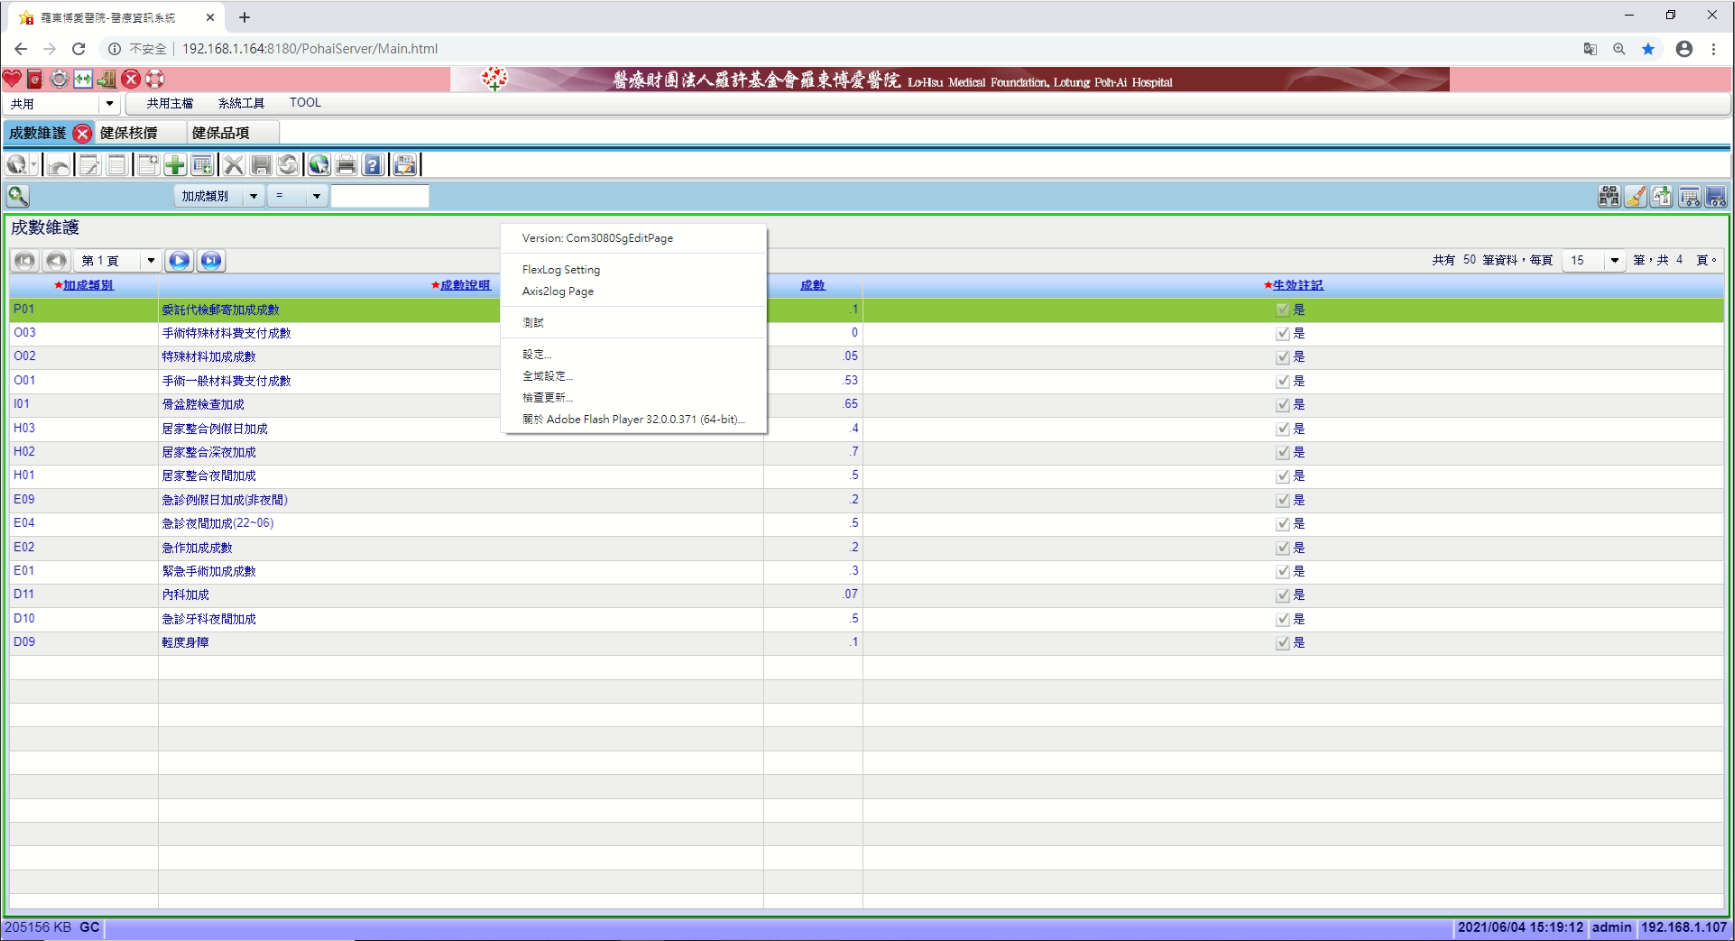 羅東博愛醫院-醫療資訊系統
不安全 192.168.1.164:8180/PohaiServer/Main.html
醫療財團法人羅許基金會羅東博愛醫院 Lo-Hsu Medical Foundation, Lotung Poh-Ai Hospital
共用 共用主檔 系統工具 TOOL
成數維護 健保核價 健保品項
加成類別 =
成數維護
第 1 頁 共有 50 筆資料，每頁 15 筆，共 4 頁。
★加成類別 ★成數說明 成數 ★生效註記
P01 委託代檢郵寄加成成數 .1 是
O03 手術特殊材料費支付成數 0 是
O02 特殊材料加成成數 .05 是
O01 手術一般材料費支付成數 .53 是
I01 骨盆腔檢查加成 .65 是
H03 居家整合例假日加成 .4 是
H02 居家整合深夜加成 .7 是
H01 居家整合夜間加成 .5 是
E09 急診例假日加成(非夜間) .2 是
E04 急診夜間加成(22~06) .5 是
E02 急作加成成數 .2 是
E01 緊急手術加成成數 .3 是
D11 內科加成 .07 是
D10 急診牙科夜間加成 .5 是
D09 輕度身障 .1 是
Version: Com3080SgEditPage
FlexLog Setting
Axis2log Page
測試
設定...
全域設定...
檢查更新...
關於 Adobe Flash Player 32.0.0.371 (64-bit)...
205156 KB GC 2021/06/04 15:19:12 admin 192.168.1.107